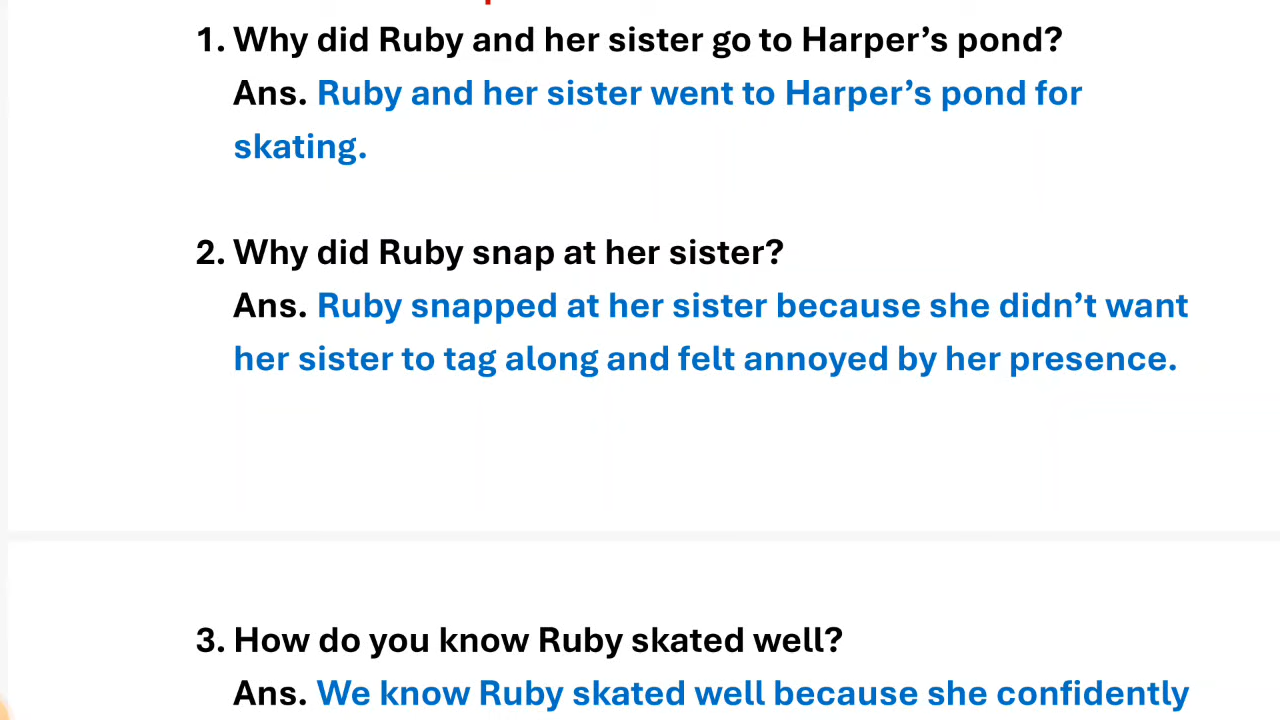 1. Why did Ruby and her sister go to Harper’s pond?
Ans. Ruby and her sister went to Harper’s pond for
skating.
2. Why did Ruby snap at her sister?
Ans. Ruby snapped at her sister because she didn’t want
her sister to tag along and felt annoyed by her presence.
3. How do you know Ruby skated well?
Ans. We know Ruby skated well because she confidently